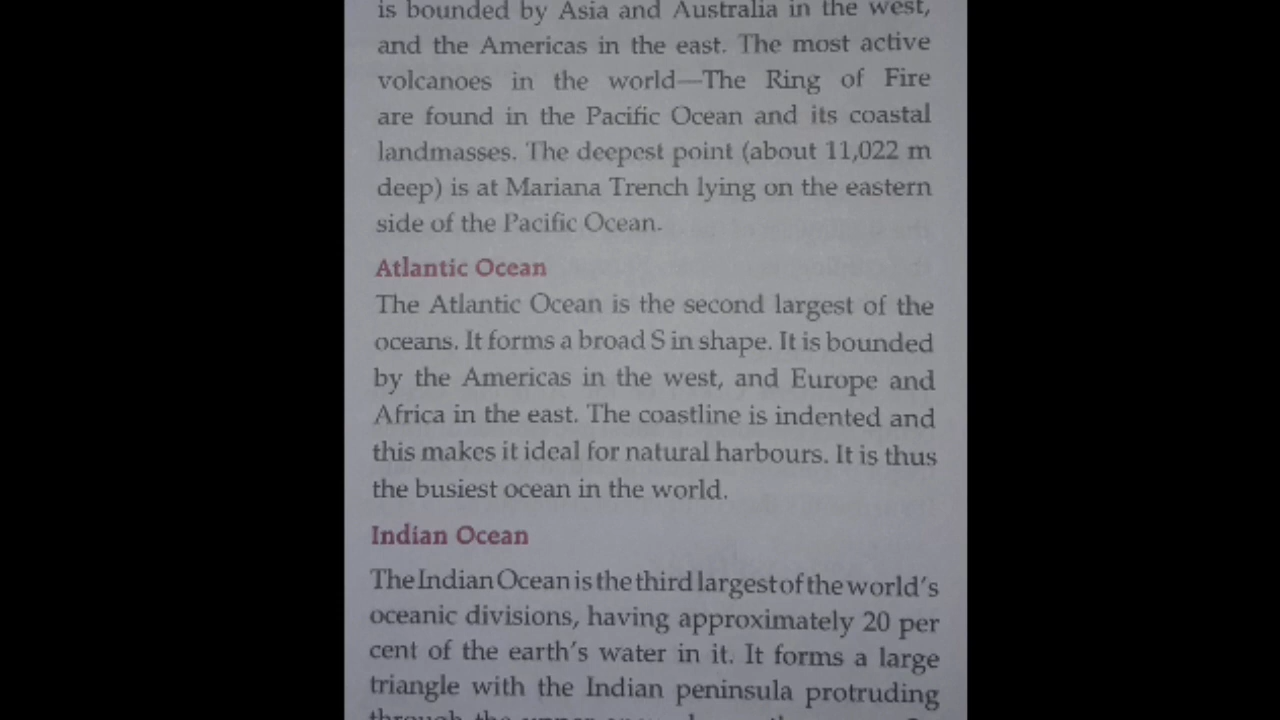 is bounded by Asia and Australia in the west,
and the Americas in the east. The most active
volcanoes in the world—The Ring of Fire
are found in the Pacific Ocean and its coastal
landmasses. The deepest point (about 11,022 m
deep) is at Mariana Trench lying on the eastern
side of the Pacific Ocean.
Atlantic Ocean
The Atlantic Ocean is the second largest of the
oceans. It forms a broad S in shape. It is bounded
by the Americas in the west, and Europe and
Africa in the east. The coastline is indented and
this makes it ideal for natural harbours. It is thus
the busiest ocean in the world.
Indian Ocean
The Indian Ocean is the third largest of the world's
oceanic divisions, having approximately 20 per
cent of the earth's water in it. It forms a large
triangle with the Indian peninsula protruding
through the upper